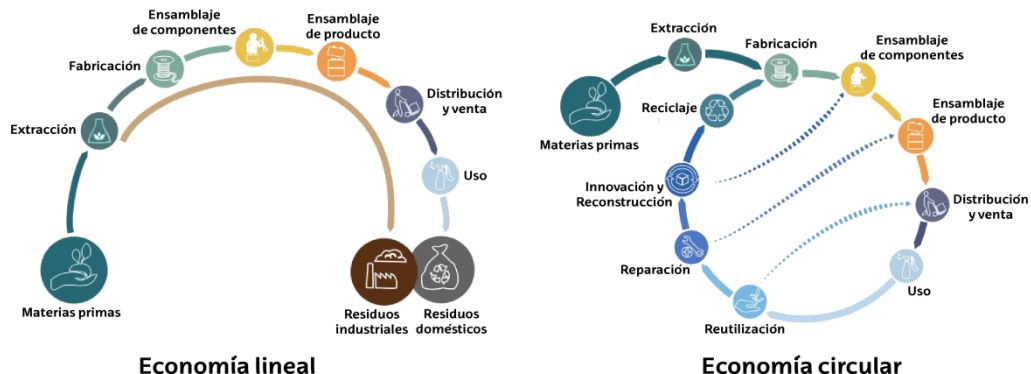 Ensamblaje
de componentes
Ensamblaje
de producto
Fabricación
Distribución
y venta
Extracción
Uso
Materias primas
Residuos
industriales
Residuos
domésticos
Economía lineal
Extracción
Fabricación
Ensamblaje
de componentes
Reciclaje
Ensamblaje
de producto
Materias primas
Innovación y
Reconstrucción
Distribución
y venta
Reparación
Uso
Reutilización
Economía circular